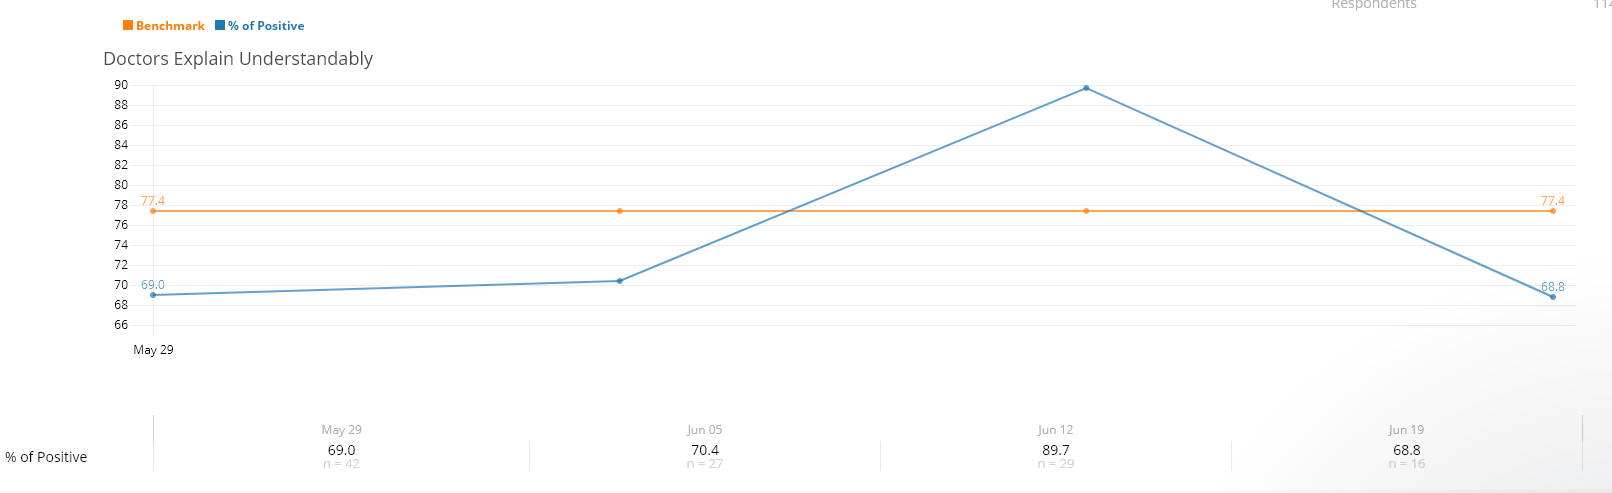 Respondents 114
Benchmark % of Positive
Doctors Explain Understandably
90
88
86
84
82
80
78
76
74
72
70
68
66
77.4 77.4
69.0 68.8
May 29
May 29 Jun 05 Jun 12 Jun 19
% of Positive 69.0 70.4 89.7 68.8
n = 42 n = 27 n = 29 n = 16